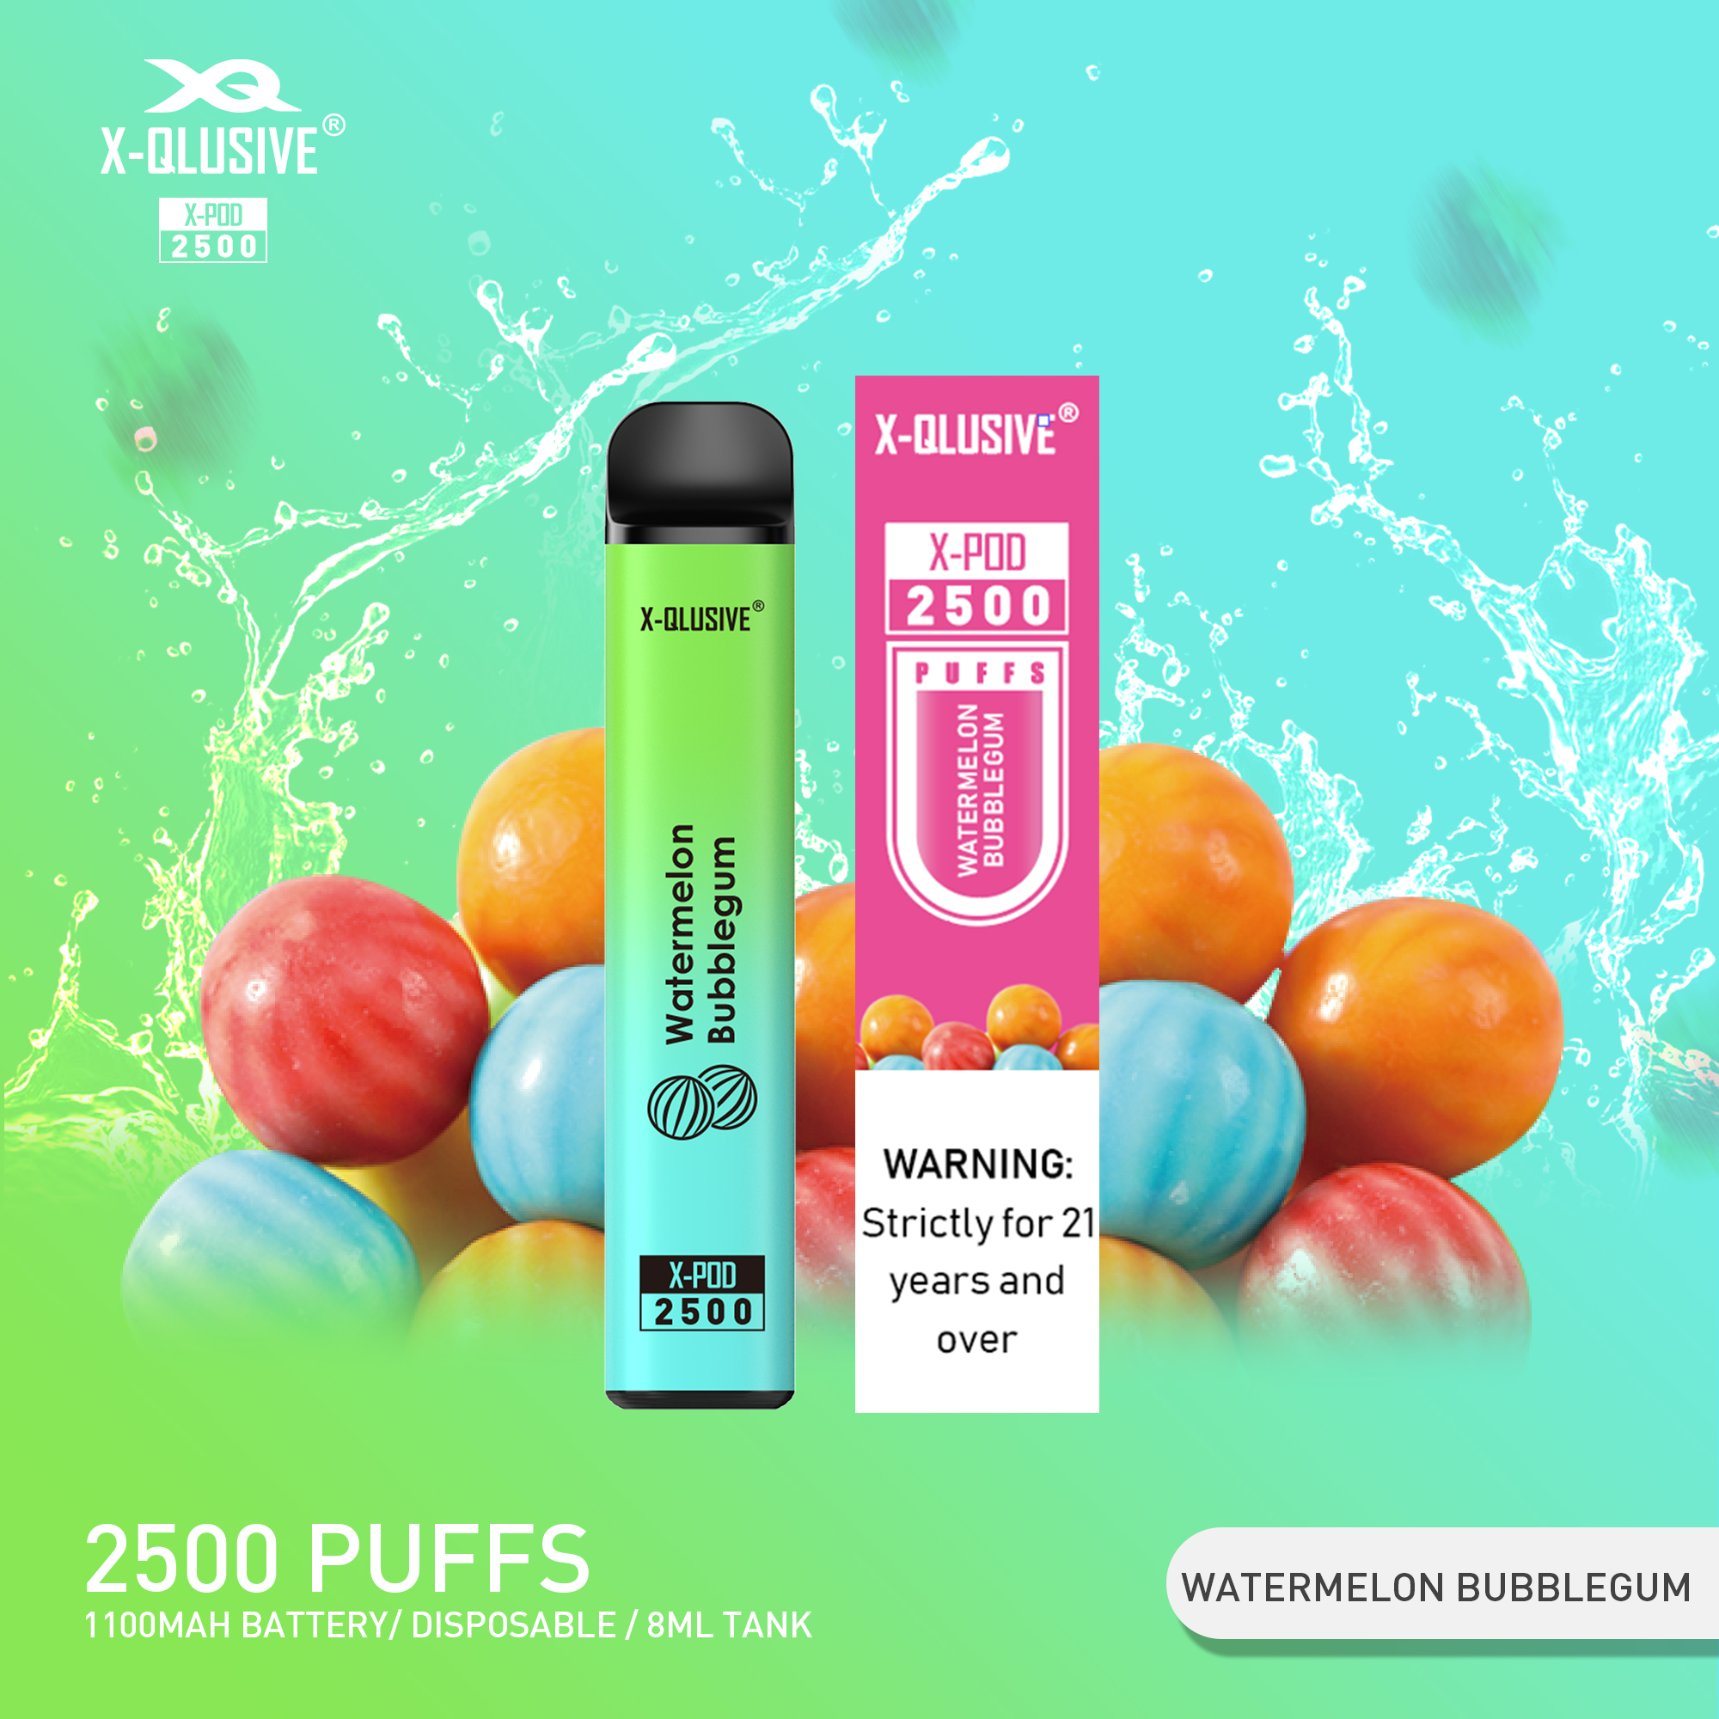 XQ
X-QLUSIVE®
X-POD
2500
X-QLUSIVE®
Watermelon
Bubblegum
X-POD
2500
X-QLUSIVE®
X-POD
2500
PUFFS
WATERMELON
BUBBLEGUM
WARNING:
Strictly for 21
years and
over
2500 PUFFS
1100MAH BATTERY/ DISPOSABLE / 8ML TANK
WATERMELON BUBBLEGUM